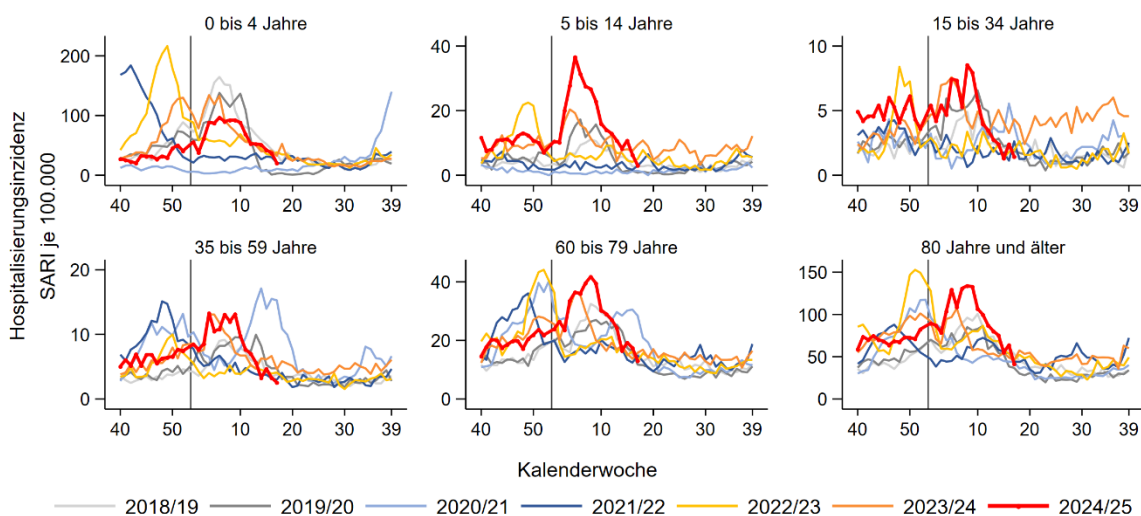 0 bis 4 Jahre
5 bis 14 Jahre
15 bis 34 Jahre
200
100
0
40
20
0
10
5
0
40 50 10 20 30 39
40 50 10 20 30 39
40 50 10 20 30 39
35 bis 59 Jahre
60 bis 79 Jahre
80 Jahre und älter
20
10
0
40
20
0
150
100
50
0
40 50 10 20 30 39
40 50 10 20 30 39
40 50 10 20 30 39
Hospitalisierungsinzidenz
SARI je 100.000
Kalenderwoche
2018/19 2019/20 2020/21 2021/22 2022/23 2023/24 2024/25